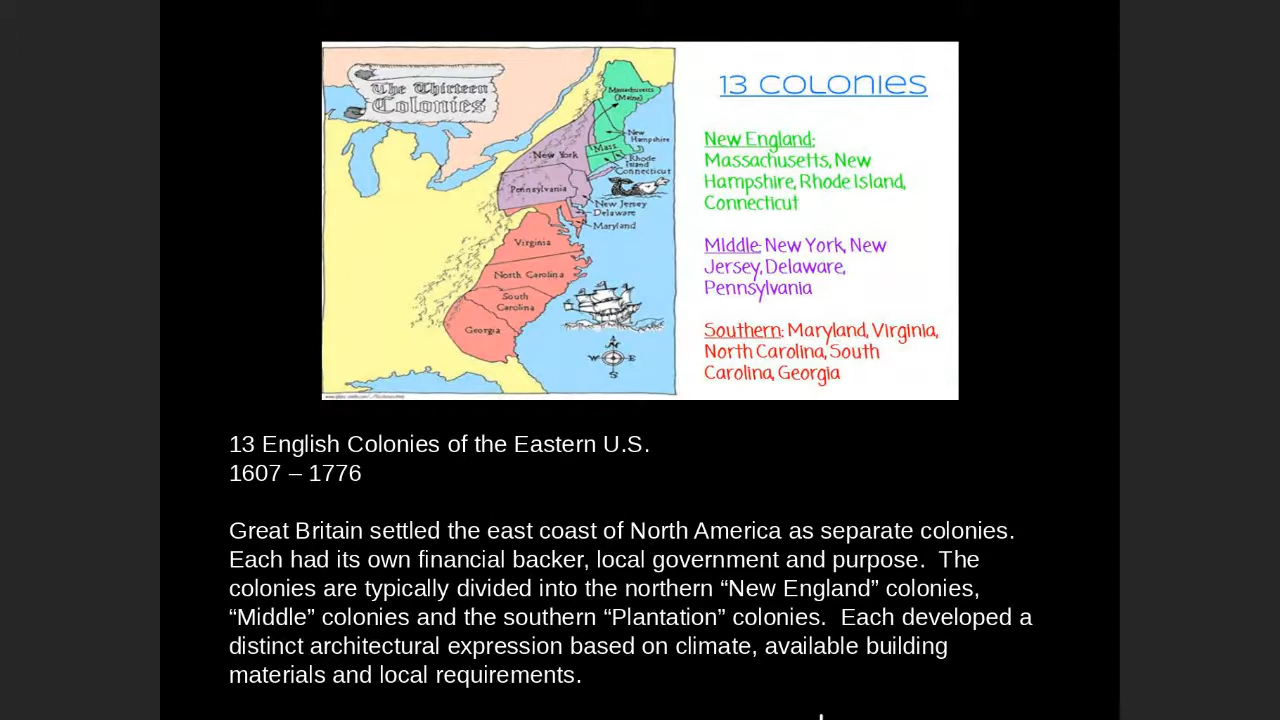 The Thirteen
Colonies
Massachusetts
(Maine)
New
Hampshire
Mass
Rhode
Island
Connecticut
New York
Pennsylvania
New Jersey
Delaware
Maryland
Virginia
North Carolina
South
Carolina
Georgia
N
W E
S
13 COLONIES
New England:
Massachusetts, New
Hampshire, Rhode Island,
Connecticut
Middle: New York, New
Jersey, Delaware,
Pennsylvania
Southern: Maryland, Virginia,
North Carolina, South
Carolina, Georgia
13 English Colonies of the Eastern U.S.
1607 – 1776
Great Britain settled the east coast of North America as separate colonies.
Each had its own financial backer, local government and purpose.  The
colonies are typically divided into the northern “New England” colonies,
“Middle” colonies and the southern “Plantation” colonies.  Each developed a
distinct architectural expression based on climate, available building
materials and local requirements.